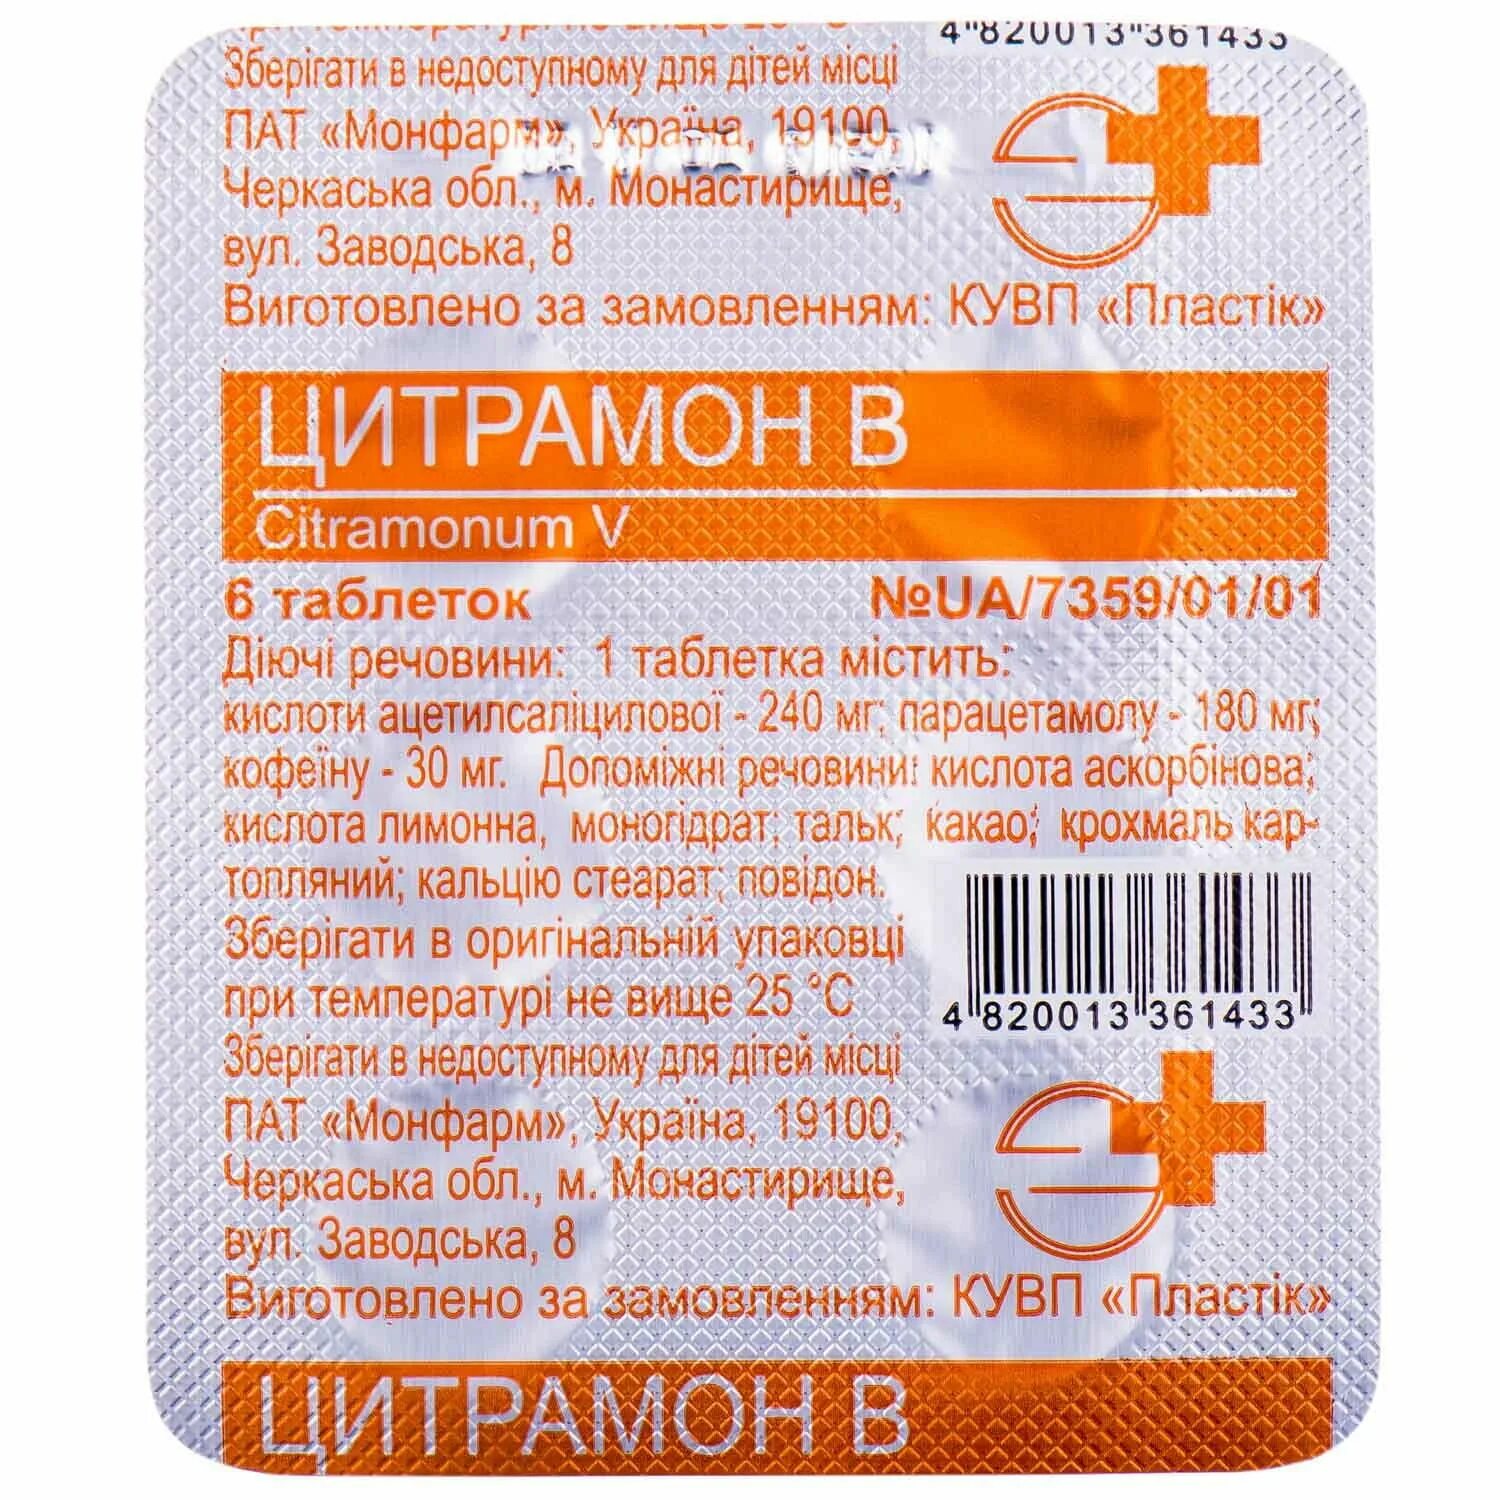 4 820013 361433
Зберігати в недоступному для дітей місці
ПАТ «Монфарм», Україна, 19100,
Черкаська обл., м. Монастирище,
вул. Заводська, 8
Виготовлено за замовленням: КУВП «Пластік»
ЦИТРАМОН В
Citramonum V
6 таблеток №UA/7359/01/01
Діючі речовини: 1 таблетка містить:
кислоти ацетилсаліцилової - 240 мг; парацетамолу - 180 мг;
кофеїну - 30 мг. Допоміжні речовини: кислота аскорбінова;
кислота лимонна, моногідрат; тальк; какао; крохмаль кар-
топляний; кальцію стеарат; повідон.
Зберігати в оригінальній упаковці
при температурі не вище 25 °С
4 820013 361433
Зберігати в недоступному для дітей місці
ПАТ «Монфарм», Україна, 19100,
Черкаська обл., м. Монастирище,
вул. Заводська, 8
Виготовлено за замовленням: КУВП «Пластік»
ЦИТРАМОН В